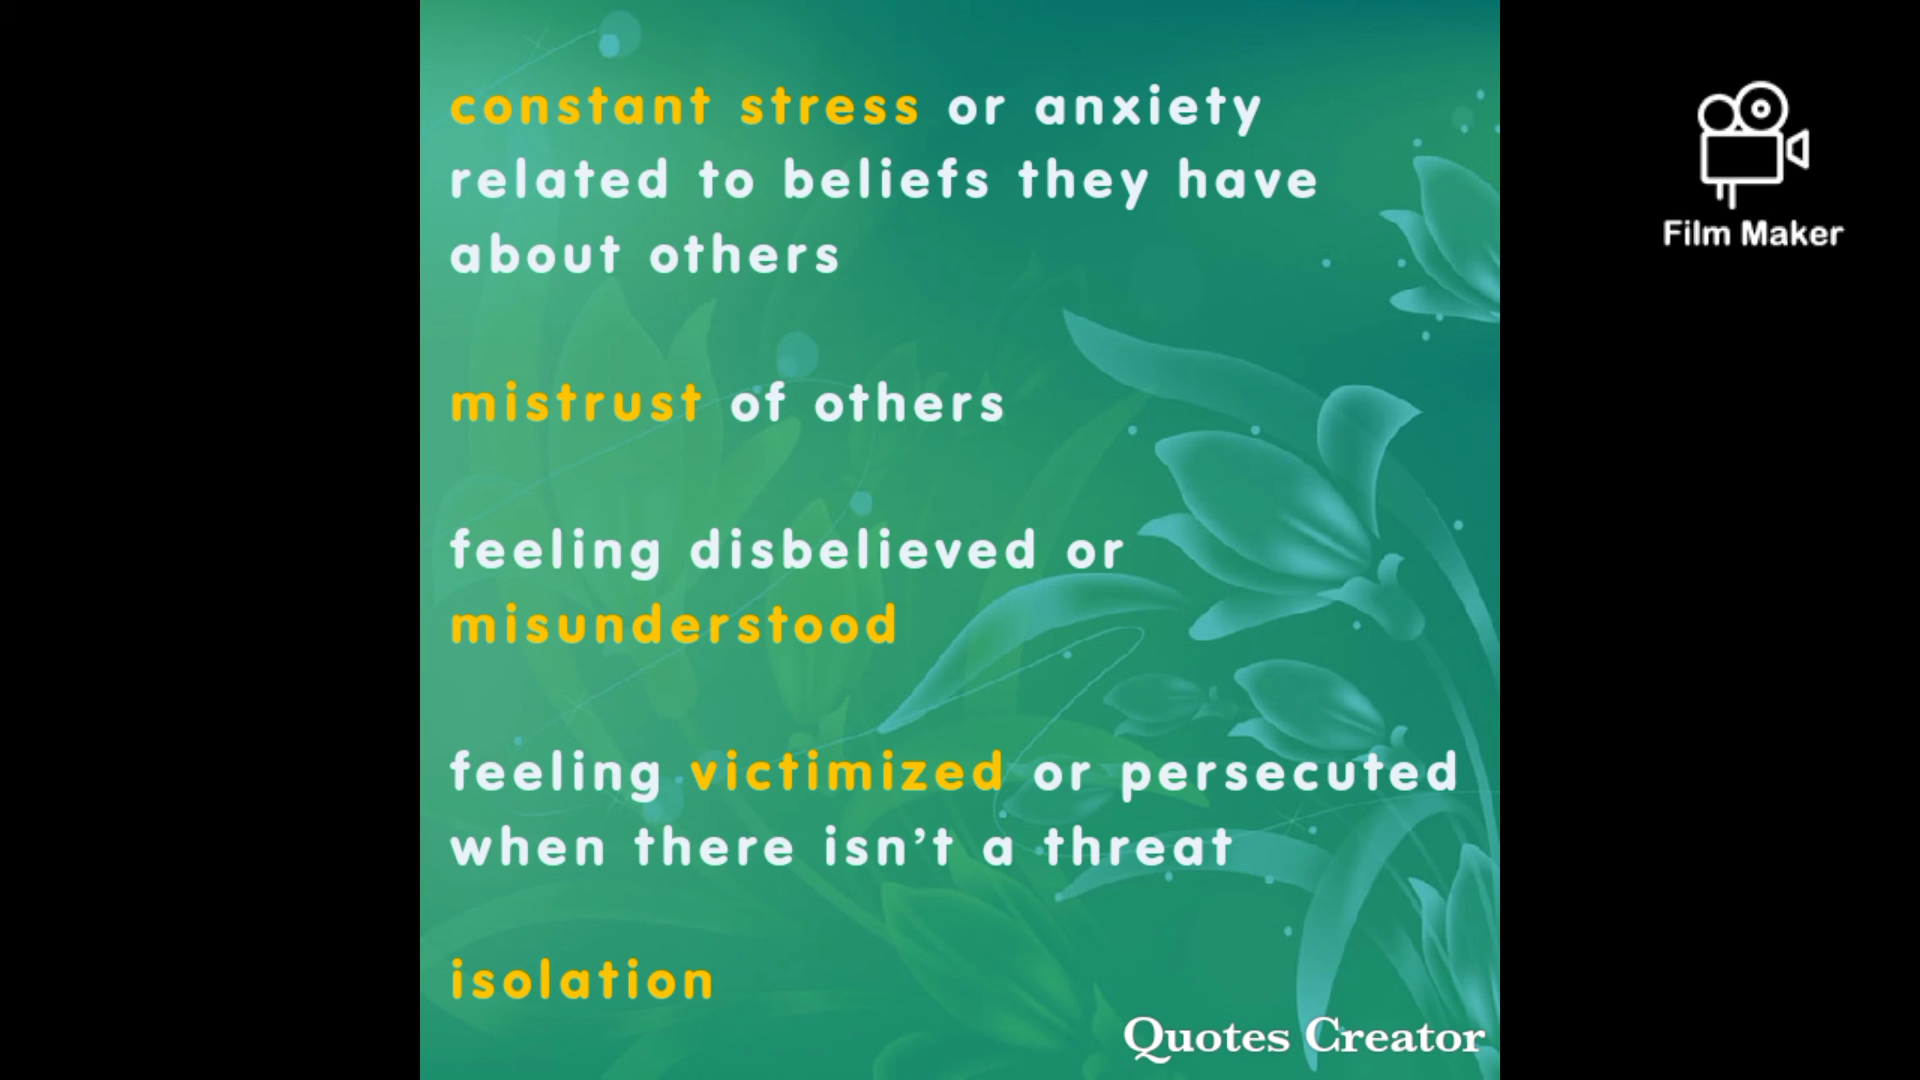 constant stress or anxiety
related to beliefs they have
about others
mistrust of others
feeling disbelieved or
misunderstood
feeling victimized or persecuted
when there isn’t a threat
isolation
Quotes Creator
Film Maker